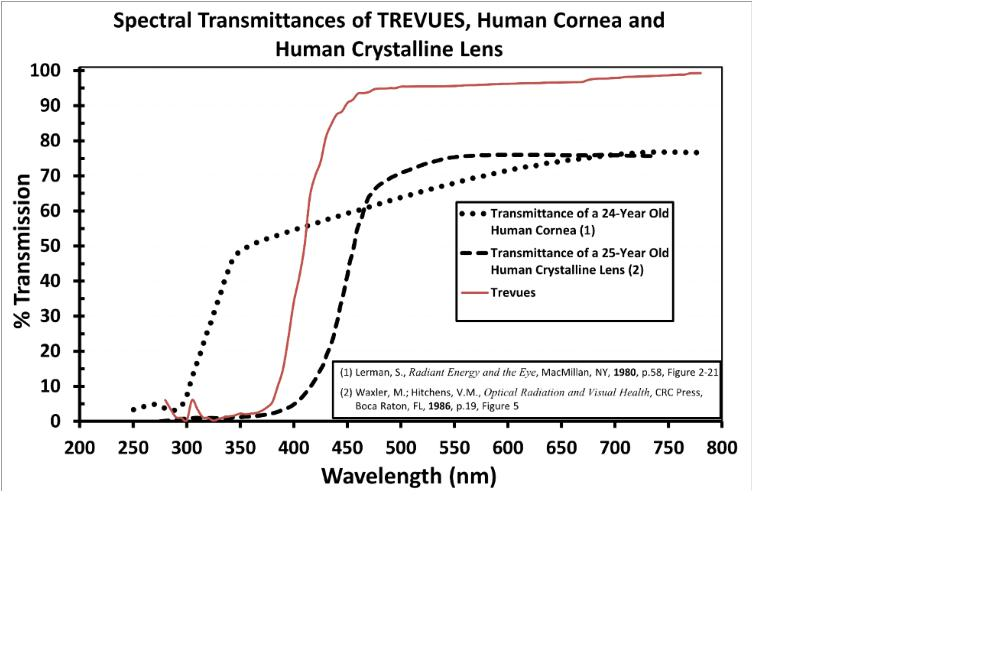 Spectral Transmittances of TREVUES, Human Cornea and
Human Crystalline Lens
% Transmission
100
90
80
70
60
50
40
30
20
10
0
Transmittance of a 24-Year Old
Human Cornea (1)
Transmittance of a 25-Year Old
Human Crystalline Lens (2)
Trevues
(1) Lerman, S., Radiant Energy and the Eye, MacMillan, NY, 1980, p.58, Figure 2-21
(2) Waxler, M.; Hitchens, V.M., Optical Radiation and Visual Health, CRC Press,
Boca Raton, FL, 1986, p.19, Figure 5
200 250 300 350 400 450 500 550 600 650 700 750 800
Wavelength (nm)